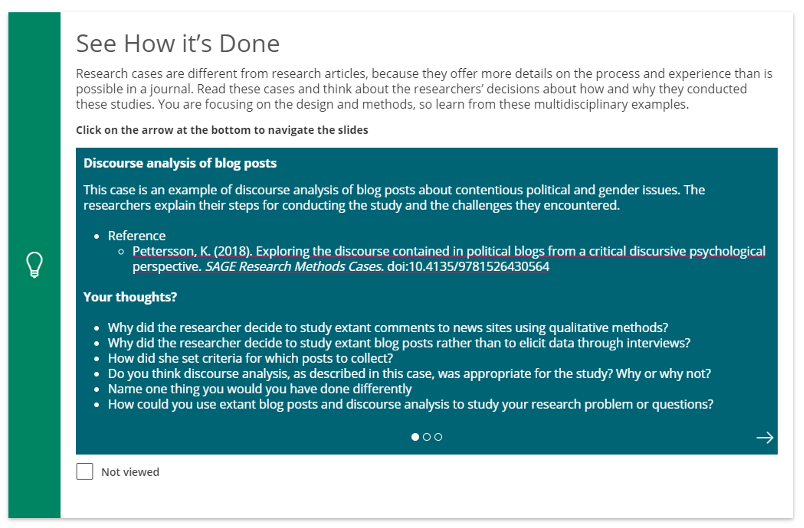 See How it's Done
Research cases are different from research articles, because they offer more details on the process and experience than is
possible in a journal. Read these cases and think about the researchers' decisions about how and why they conducted
these studies. You are focusing on the design and methods, so learn from these multidisciplinary examples.
Click on the arrow at the bottom to navigate the slides
Discourse analysis of blog posts
This case is an example of discourse analysis of blog posts about contentious political and gender issues. The
researchers explain their steps for conducting the study and the challenges they encountered.
Reference
Pettersson, K. (2018). Exploring the discourse contained in political blogs from a critical discursive psychological
perspective. SAGE Research Methods Cases. doi:10.4135/9781526430564
Your thoughts?
Why did the researcher decide to study extant comments to news sites using qualitative methods?
Why did the researcher decide to study extant blog posts rather than to elicit data through interviews?
How did she set criteria for which posts to collect?
Do you think discourse analysis, as described in this case, was appropriate for the study? Why or why not?
Name one thing you would you have done differently
How could you use extant blog posts and discourse analysis to study your research problem or questions?
Not viewed